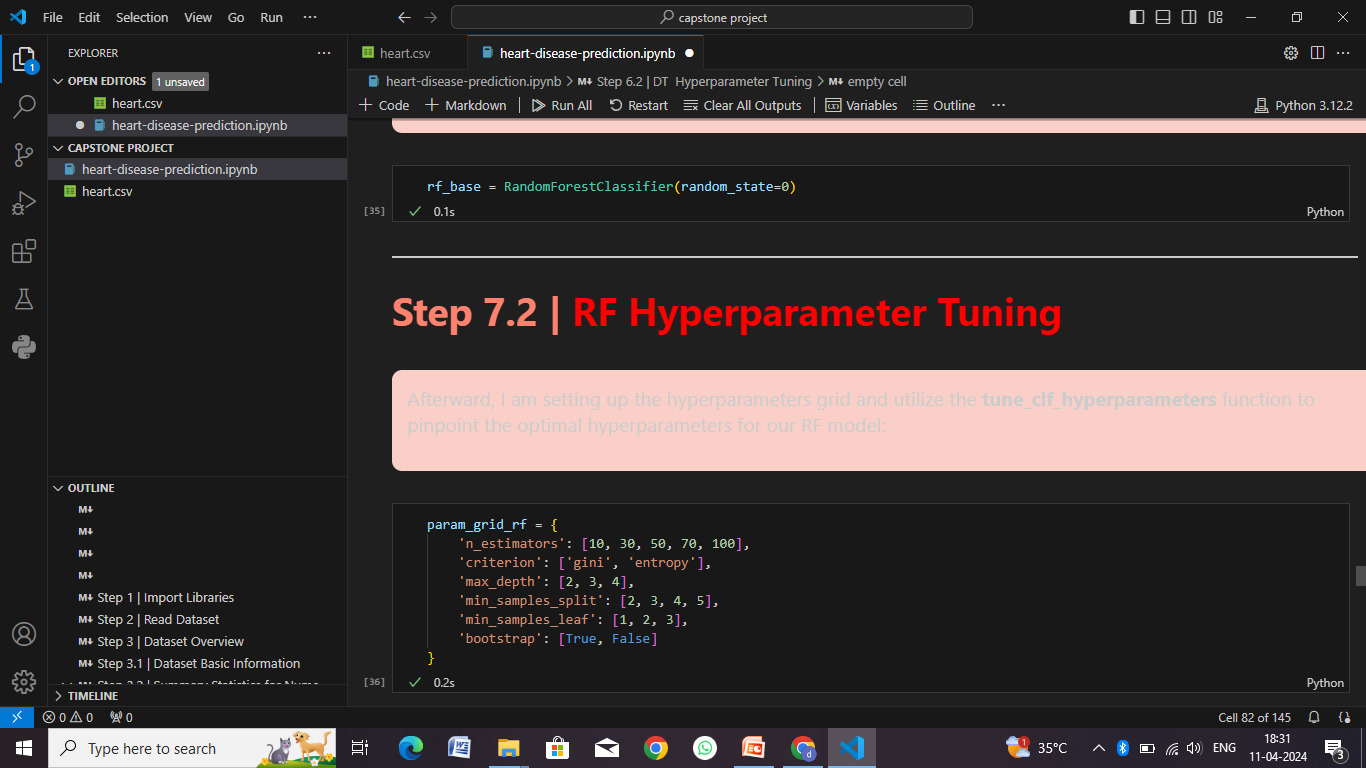 File Edit Selection View Go Run ···
capstone project
EXPLORER ···
OPEN EDITORS 1 unsaved
heart.csv
heart-disease-prediction.ipynb
CAPSTONE PROJECT
heart-disease-prediction.ipynb
heart.csv
OUTLINE
M↓
M↓
M↓
M↓
M↓ Step 1 | Import Libraries
M↓ Step 2 | Read Dataset
M↓ Step 3 | Dataset Overview
M↓ Step 3.1 | Dataset Basic Information
TIMELINE
heart.csv heart-disease-prediction.ipynb
heart-disease-prediction.ipynb > M↓ Step 6.2 | DT Hyperparameter Tuning > M↓ empty cell
+ Code + Markdown | Run All Restart Clear All Outputs | Variables Outline ··· Python 3.12.2
rf_base = RandomForestClassifier(random_state=0)
[35] ✓ 0.1s Python
Step 7.2 | RF Hyperparameter Tuning
Afterward, I am setting up the hyperparameters grid and utilize the tune_clf_hyperparameters function to
pinpoint the optimal hyperparameters for our RF model:
param_grid_rf = {
'n_estimators': [10, 30, 50, 70, 100],
'criterion': ['gini', 'entropy'],
'max_depth': [2, 3, 4],
'min_samples_split': [2, 3, 4, 5],
'min_samples_leaf': [1, 2, 3],
'bootstrap': [True, False]
}
[36] ✓ 0.2s Python
0 0 0 Cell 82 of 145
Type here to search 35°C ENG 18:31
11-04-2024 3